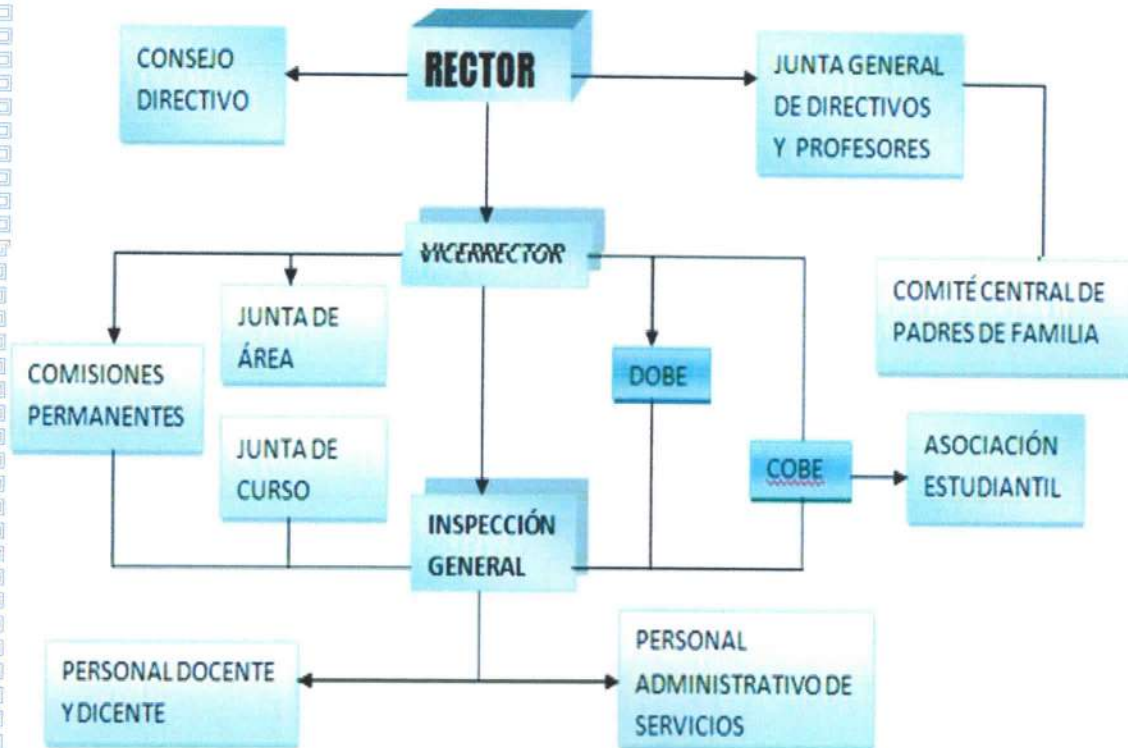 CONSEJO
DIRECTIVO
RECTOR
JUNTA GENERAL
DE DIRECTIVOS
Y PROFESORES
VICERRECTOR
COMITÉ CENTRAL DE
PADRES DE FAMILIA
JUNTA DE
ÁREA
COMISIONES
PERMANENTES
DOBE
JUNTA DE
CURSO
COBE
ASOCIACIÓN
ESTUDIANTIL
INSPECCIÓN
GENERAL
PERSONAL DOCENTE
Y DICENTE
PERSONAL
ADMINISTRATIVO DE
SERVICIOS